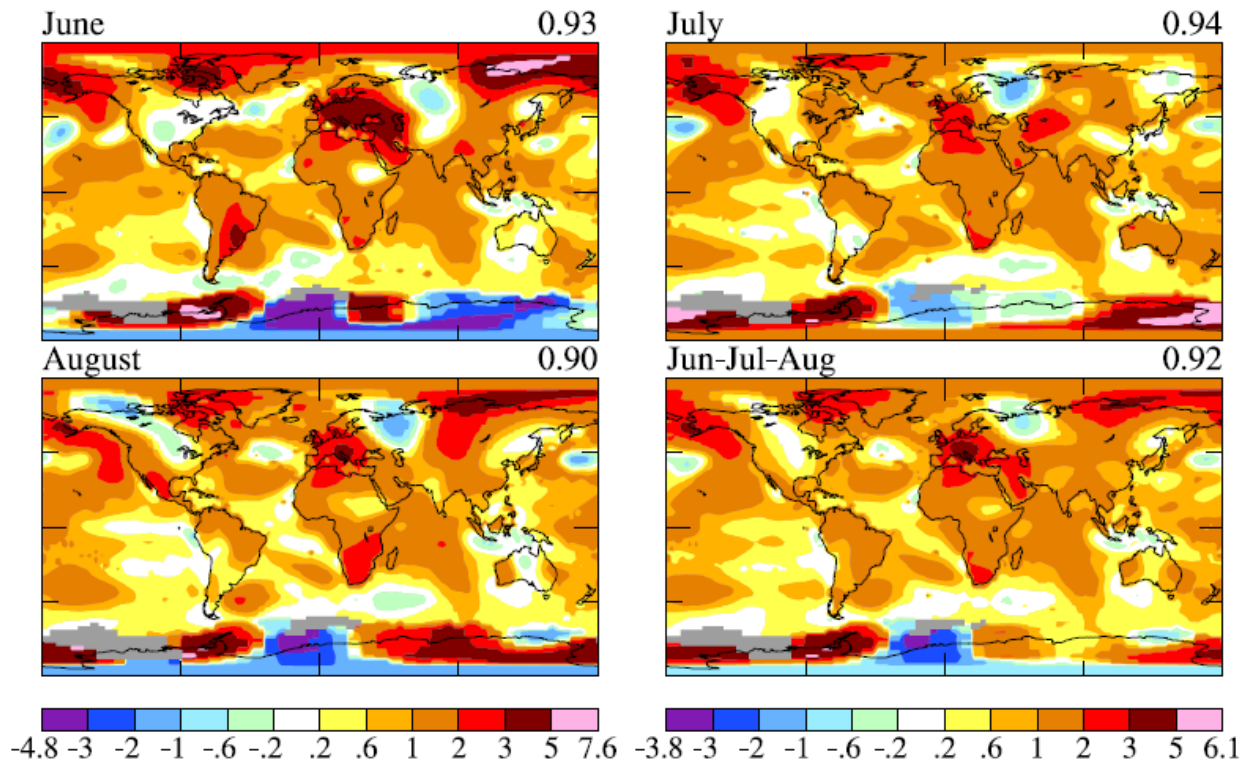 June 0.93
July 0.94
August 0.90
Jun-Jul-Aug 0.92
-4.8 -3 -2 -1 -.6 -.2 .2 .6 1 2 3 5 7.6
-3.8 -3 -2 -1 -.6 -.2 .2 .6 1 2 3 5 6.1